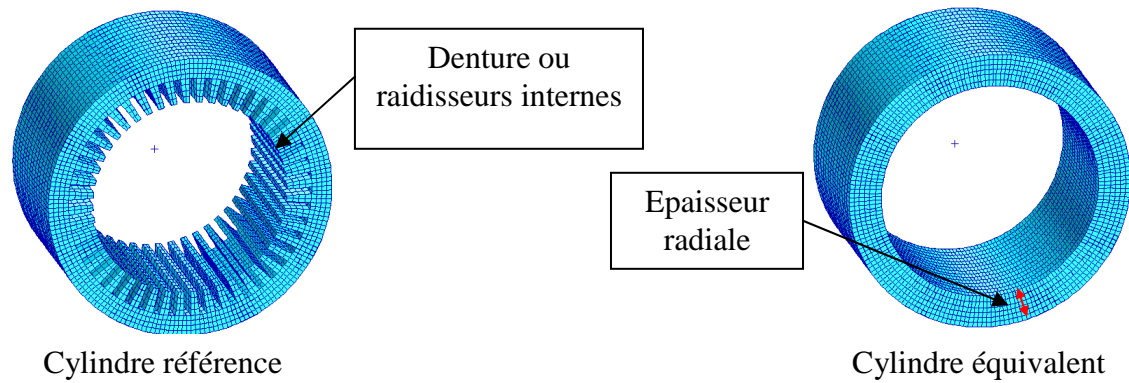 Denture ou
raidisseurs internes
Epaisseur
radiale
Cylindre référence
Cylindre équivalent